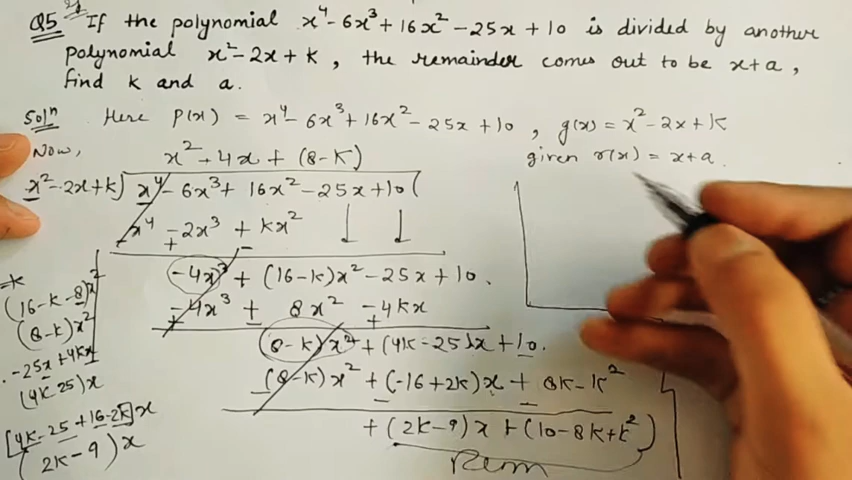 Q5 If the polynomial x⁴-6x³+16x²-25x+10 is divided by another
polynomial x²-2x+k, the remainder comes out to be x+a,
find k and a.
Solⁿ Here P(x) = x⁴-6x³+16x²-25x+10, g(x) = x²-2x+k
Now, given r(x) = x+a.
x²-4x+(8-k)
x²-2x+k) x⁴-6x³+16x²-25x+10(
x⁴-2x³+kx²
- + -
-4x³+(16-k)x²-25x+10.
-4x³+8x²-4kx
+ - +
(8-k)x²+(4k-25)x+10.
(8-k)x²+(-16+2k)x+8k-k²
- - -
+(2k-9)x+(10-8k+k²)
Rem
=k
(16-k-8)x²
(8-k)x²
-25x+4kx
(4k-25)x
[4k-25+16-2k]x
(2k-9)x